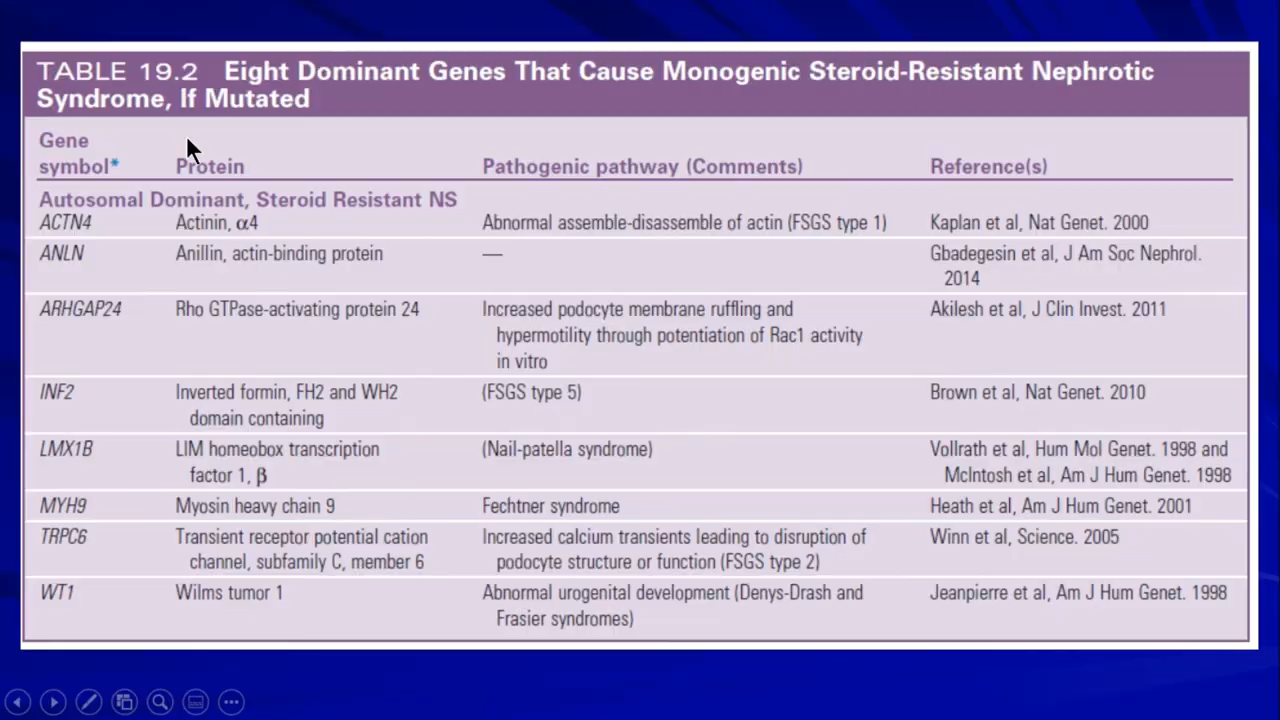 TABLE 19.2 Eight Dominant Genes That Cause Monogenic Steroid-Resistant Nephrotic
Syndrome, If Mutated
Gene
symbol* Protein Pathogenic pathway (Comments) Reference(s)
Autosomal Dominant, Steroid Resistant NS
ACTN4 Actinin, α4 Abnormal assemble-disassemble of actin (FSGS type 1) Kaplan et al, Nat Genet. 2000
ANLN Anillin, actin-binding protein — Gbadegesin et al, J Am Soc Nephrol.
2014
ARHGAP24 Rho GTPase-activating protein 24 Increased podocyte membrane ruffling and Akilesh et al, J Clin Invest. 2011
hypermotility through potentiation of Rac1 activity
in vitro
INF2 Inverted formin, FH2 and WH2 (FSGS type 5) Brown et al, Nat Genet. 2010
domain containing
LMX1B LIM homeobox transcription (Nail-patella syndrome) Vollrath et al, Hum Mol Genet. 1998 and
factor 1, β McIntosh et al, Am J Hum Genet. 1998
MYH9 Myosin heavy chain 9 Fechtner syndrome Heath et al, Am J Hum Genet. 2001
TRPC6 Transient receptor potential cation Increased calcium transients leading to disruption of Winn et al, Science. 2005
channel, subfamily C, member 6 podocyte structure or function (FSGS type 2)
WT1 Wilms tumor 1 Abnormal urogenital development (Denys-Drash and Jeanpierre et al, Am J Hum Genet. 1998
Frasier syndromes)